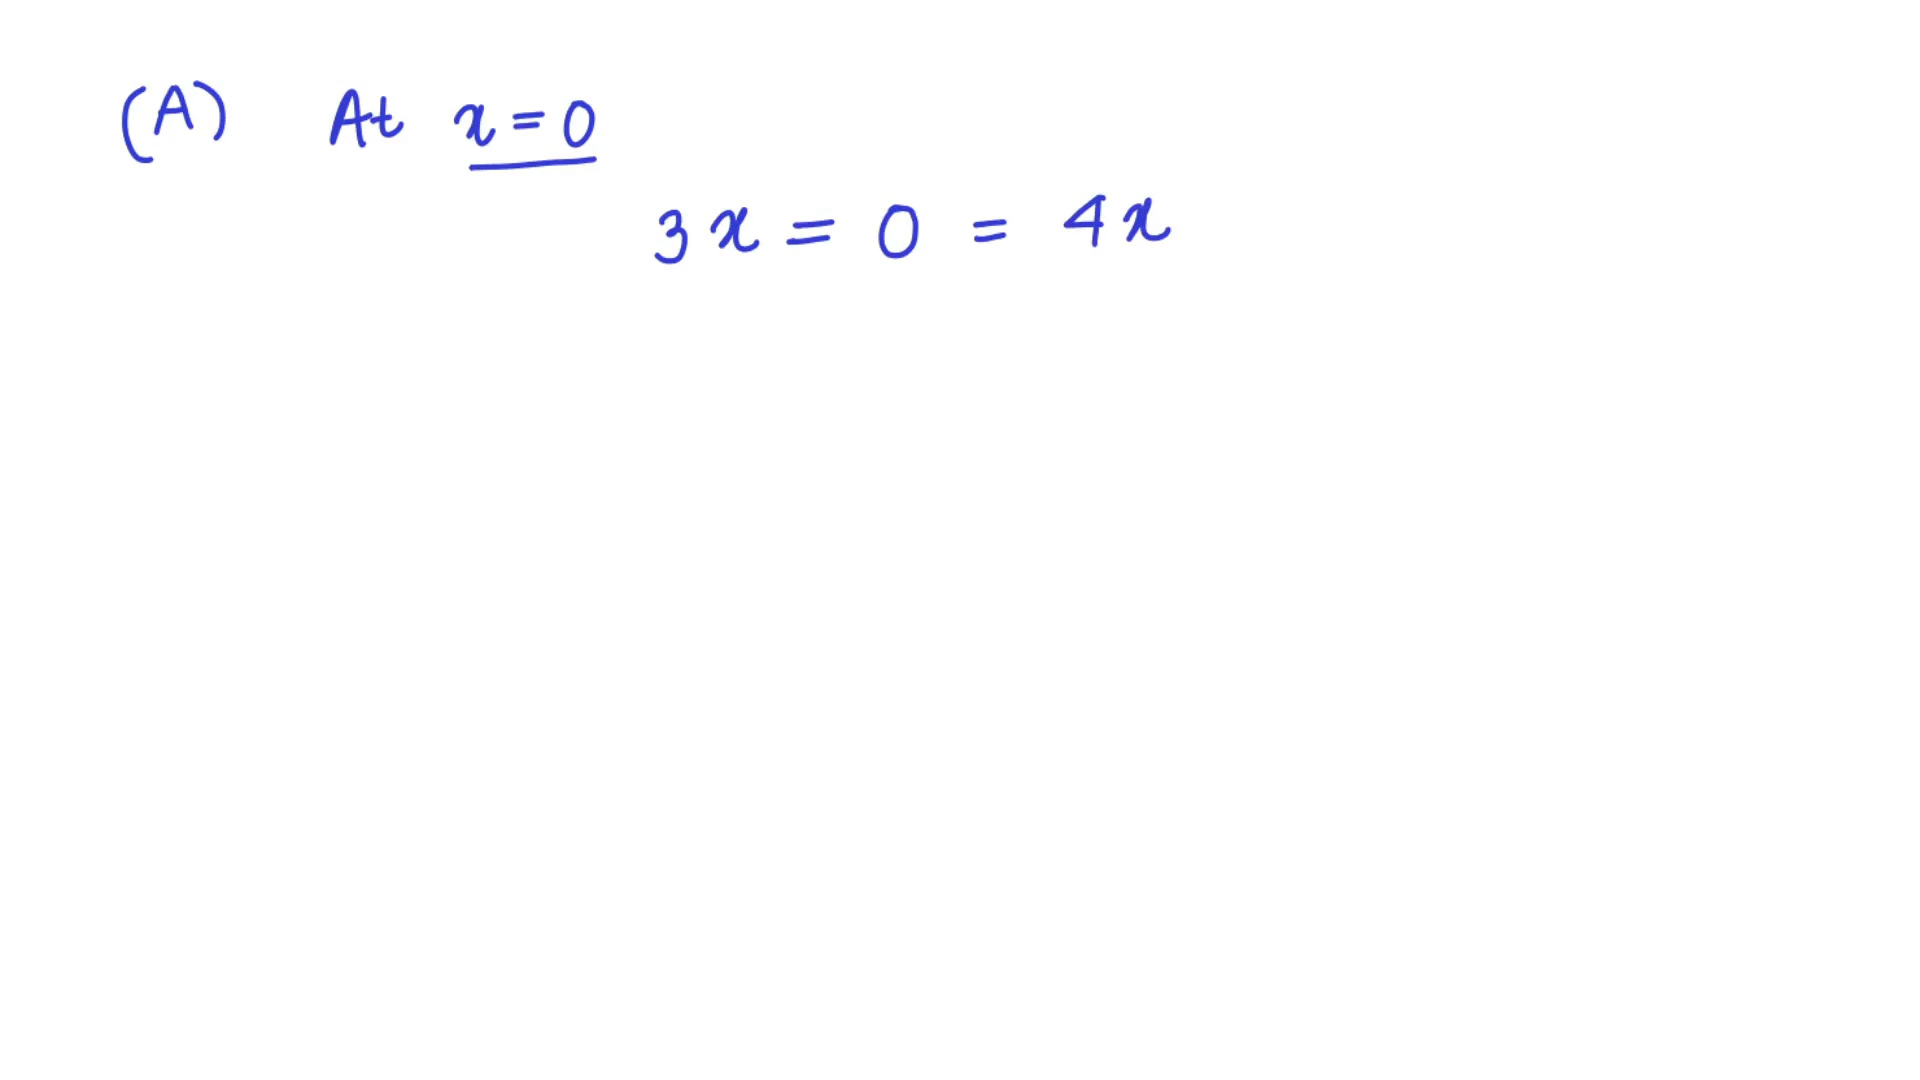 (A) At x = 0
3x = 0 = 4x